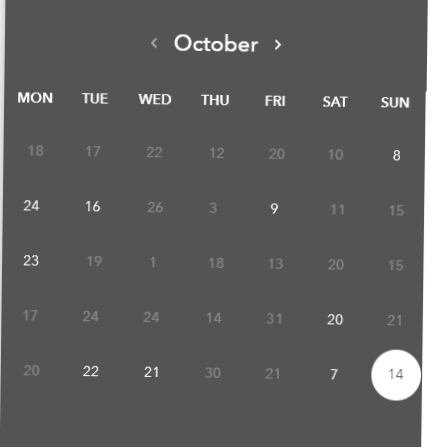 ‹ October ›
MON TUE WED THU FRI SAT SUN
18 17 22 12 20 10 8
24 16 26 3 9 11 15
23 19 1 18 13 20 15
17 24 24 14 31 20 21
20 22 21 30 21 7 14